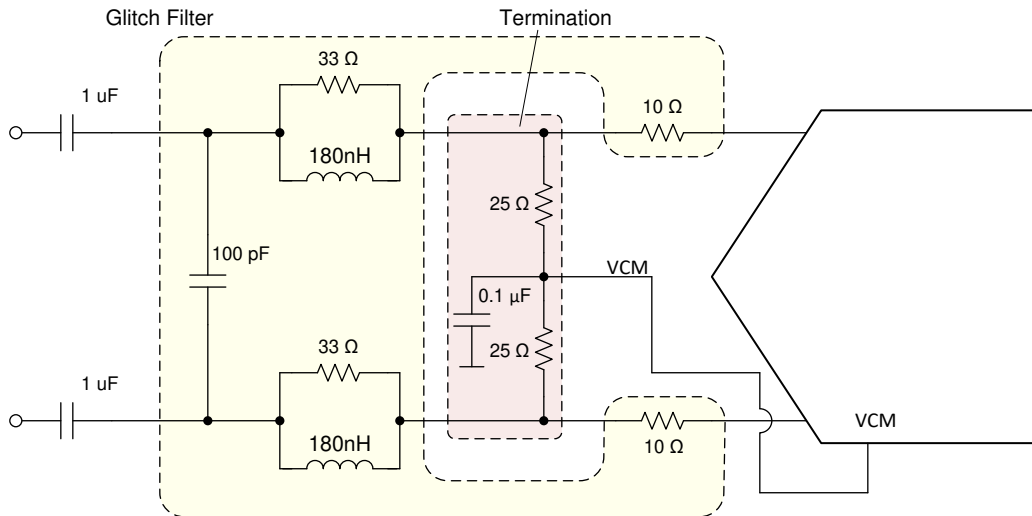 Glitch Filter
Termination
33 Ω
1 uF
10 Ω
180nH
25 Ω
100 pF
VCM
0.1 µF
33 Ω
25 Ω
1 uF
VCM
180nH
10 Ω